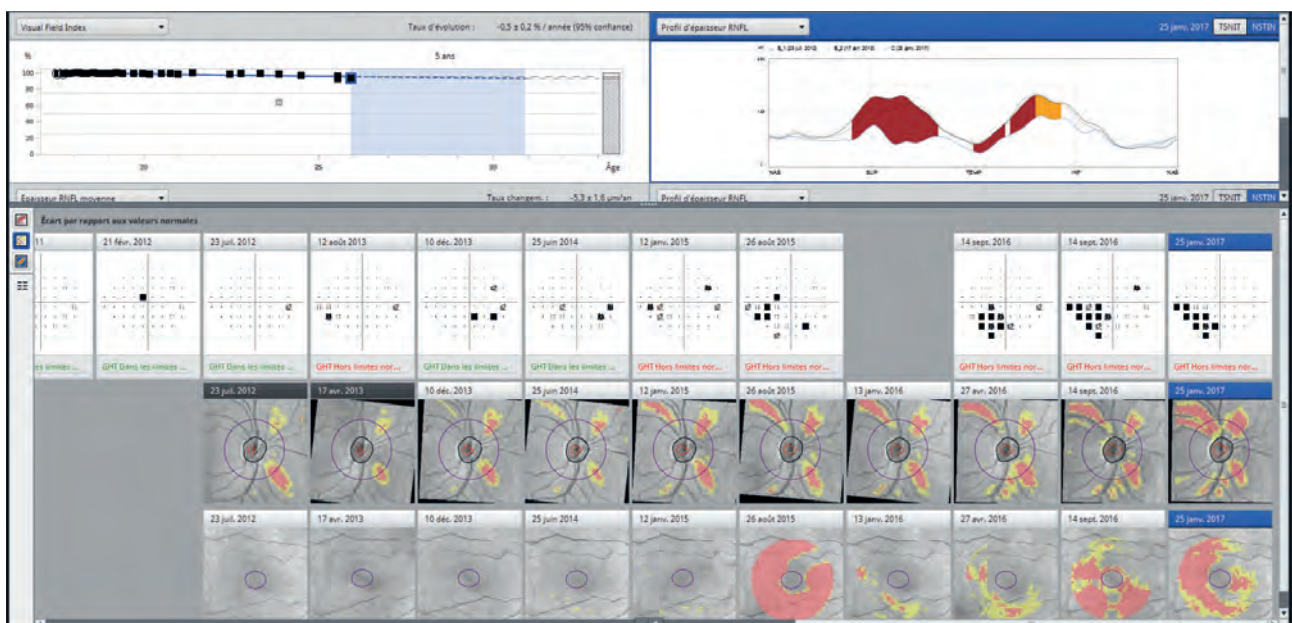 Visual Field Index
Taux d'évolution : -0,5 ± 0,2 % / année (95% confiance)
Profil d'épaisseur RNFL
25 janv. 2017
TSNIT
NSTIN
%
5 ans
100
80
60
40
20
0
20
25
30
Âge
NAS
SUP
TEMP
INF
NAS
Epaisseur RNFL moyenne
Taux changem. : -5,3 ± 1,6 µm/an
Profil d'épaisseur RNFL
25 janv. 2017
TSNIT
NSTIN
Écart par rapport aux valeurs normales
11
21 févr. 2012
23 juil. 2012
12 août 2013
10 déc. 2013
25 juin 2014
12 janv. 2015
26 août 2015
14 sept. 2016
14 sept. 2016
25 janv. 2017
es limites ...
GHT Dans les limites ...
GHT Dans les limites ...
GHT Hors limites nor...
GHT Dans les limites ...
GHT Dans les limites ...
GHT Hors limites nor...
GHT Hors limites nor...
GHT Hors limites nor...
GHT Hors limites nor...
GHT Hors limites nor...
23 juil. 2012
17 avr. 2013
10 déc. 2013
25 juin 2014
12 janv. 2015
26 août 2015
13 janv. 2016
27 avr. 2016
14 sept. 2016
25 janv. 2017
23 juil. 2012
17 avr. 2013
10 déc. 2013
25 juin 2014
12 janv. 2015
26 août 2015
13 janv. 2016
27 avr. 2016
14 sept. 2016
25 janv. 2017